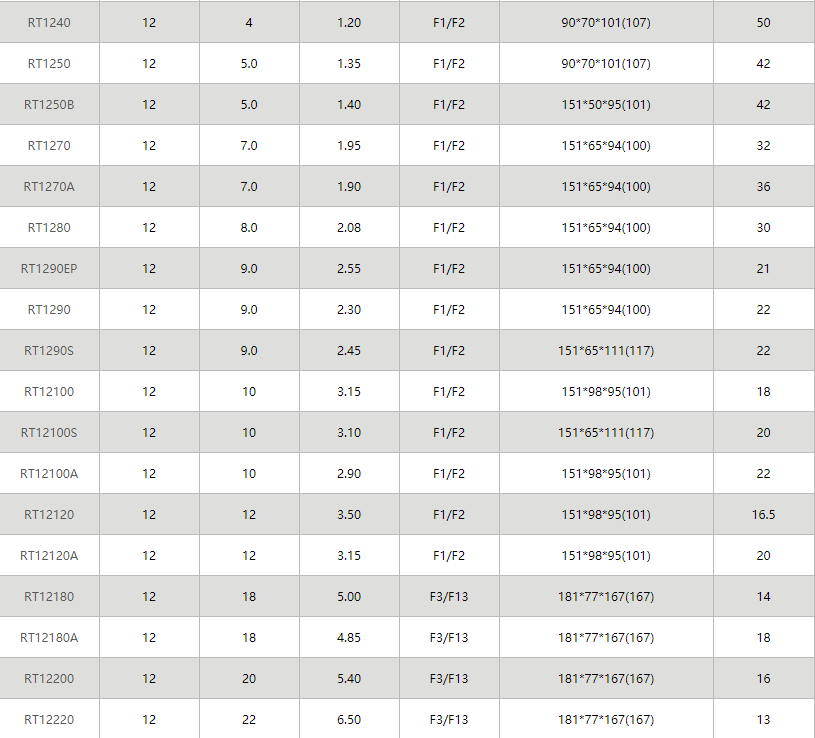 RT1240 12 4 1.20 F1/F2 90*70*101(107) 50
RT1250 12 5.0 1.35 F1/F2 90*70*101(107) 42
RT1250B 12 5.0 1.40 F1/F2 151*50*95(101) 42
RT1270 12 7.0 1.95 F1/F2 151*65*94(100) 32
RT1270A 12 7.0 1.90 F1/F2 151*65*94(100) 36
RT1280 12 8.0 2.08 F1/F2 151*65*94(100) 30
RT1290EP 12 9.0 2.55 F1/F2 151*65*94(100) 21
RT1290 12 9.0 2.30 F1/F2 151*65*94(100) 22
RT1290S 12 9.0 2.45 F1/F2 151*65*111(117) 22
RT12100 12 10 3.15 F1/F2 151*98*95(101) 18
RT12100S 12 10 3.10 F1/F2 151*65*111(117) 20
RT12100A 12 10 2.90 F1/F2 151*98*95(101) 22
RT12120 12 12 3.50 F1/F2 151*98*95(101) 16.5
RT12120A 12 12 3.15 F1/F2 151*98*95(101) 20
RT12180 12 18 5.00 F3/F13 181*77*167(167) 14
RT12180A 12 18 4.85 F3/F13 181*77*167(167) 18
RT12200 12 20 5.40 F3/F13 181*77*167(167) 16
RT12220 12 22 6.50 F3/F13 181*77*167(167) 13